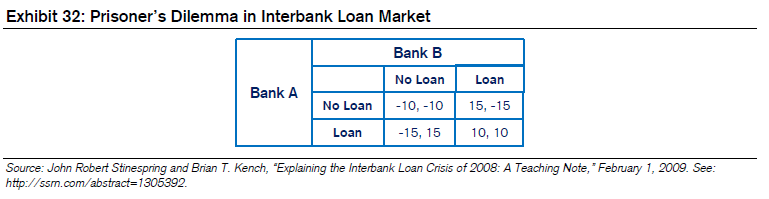 Exhibit 32: Prisoner's Dilemma in Interbank Loan Market
Bank B
Bank A
No Loan Loan
No Loan -10, -10 15, -15
Loan -15, 15 10, 10
Source: John Robert Stinespring and Brian T. Kench, "Explaining the Interbank Loan Crisis of 2008: A Teaching Note," February 1, 2009. See:
http://ssrn.com/abstract=1305392.